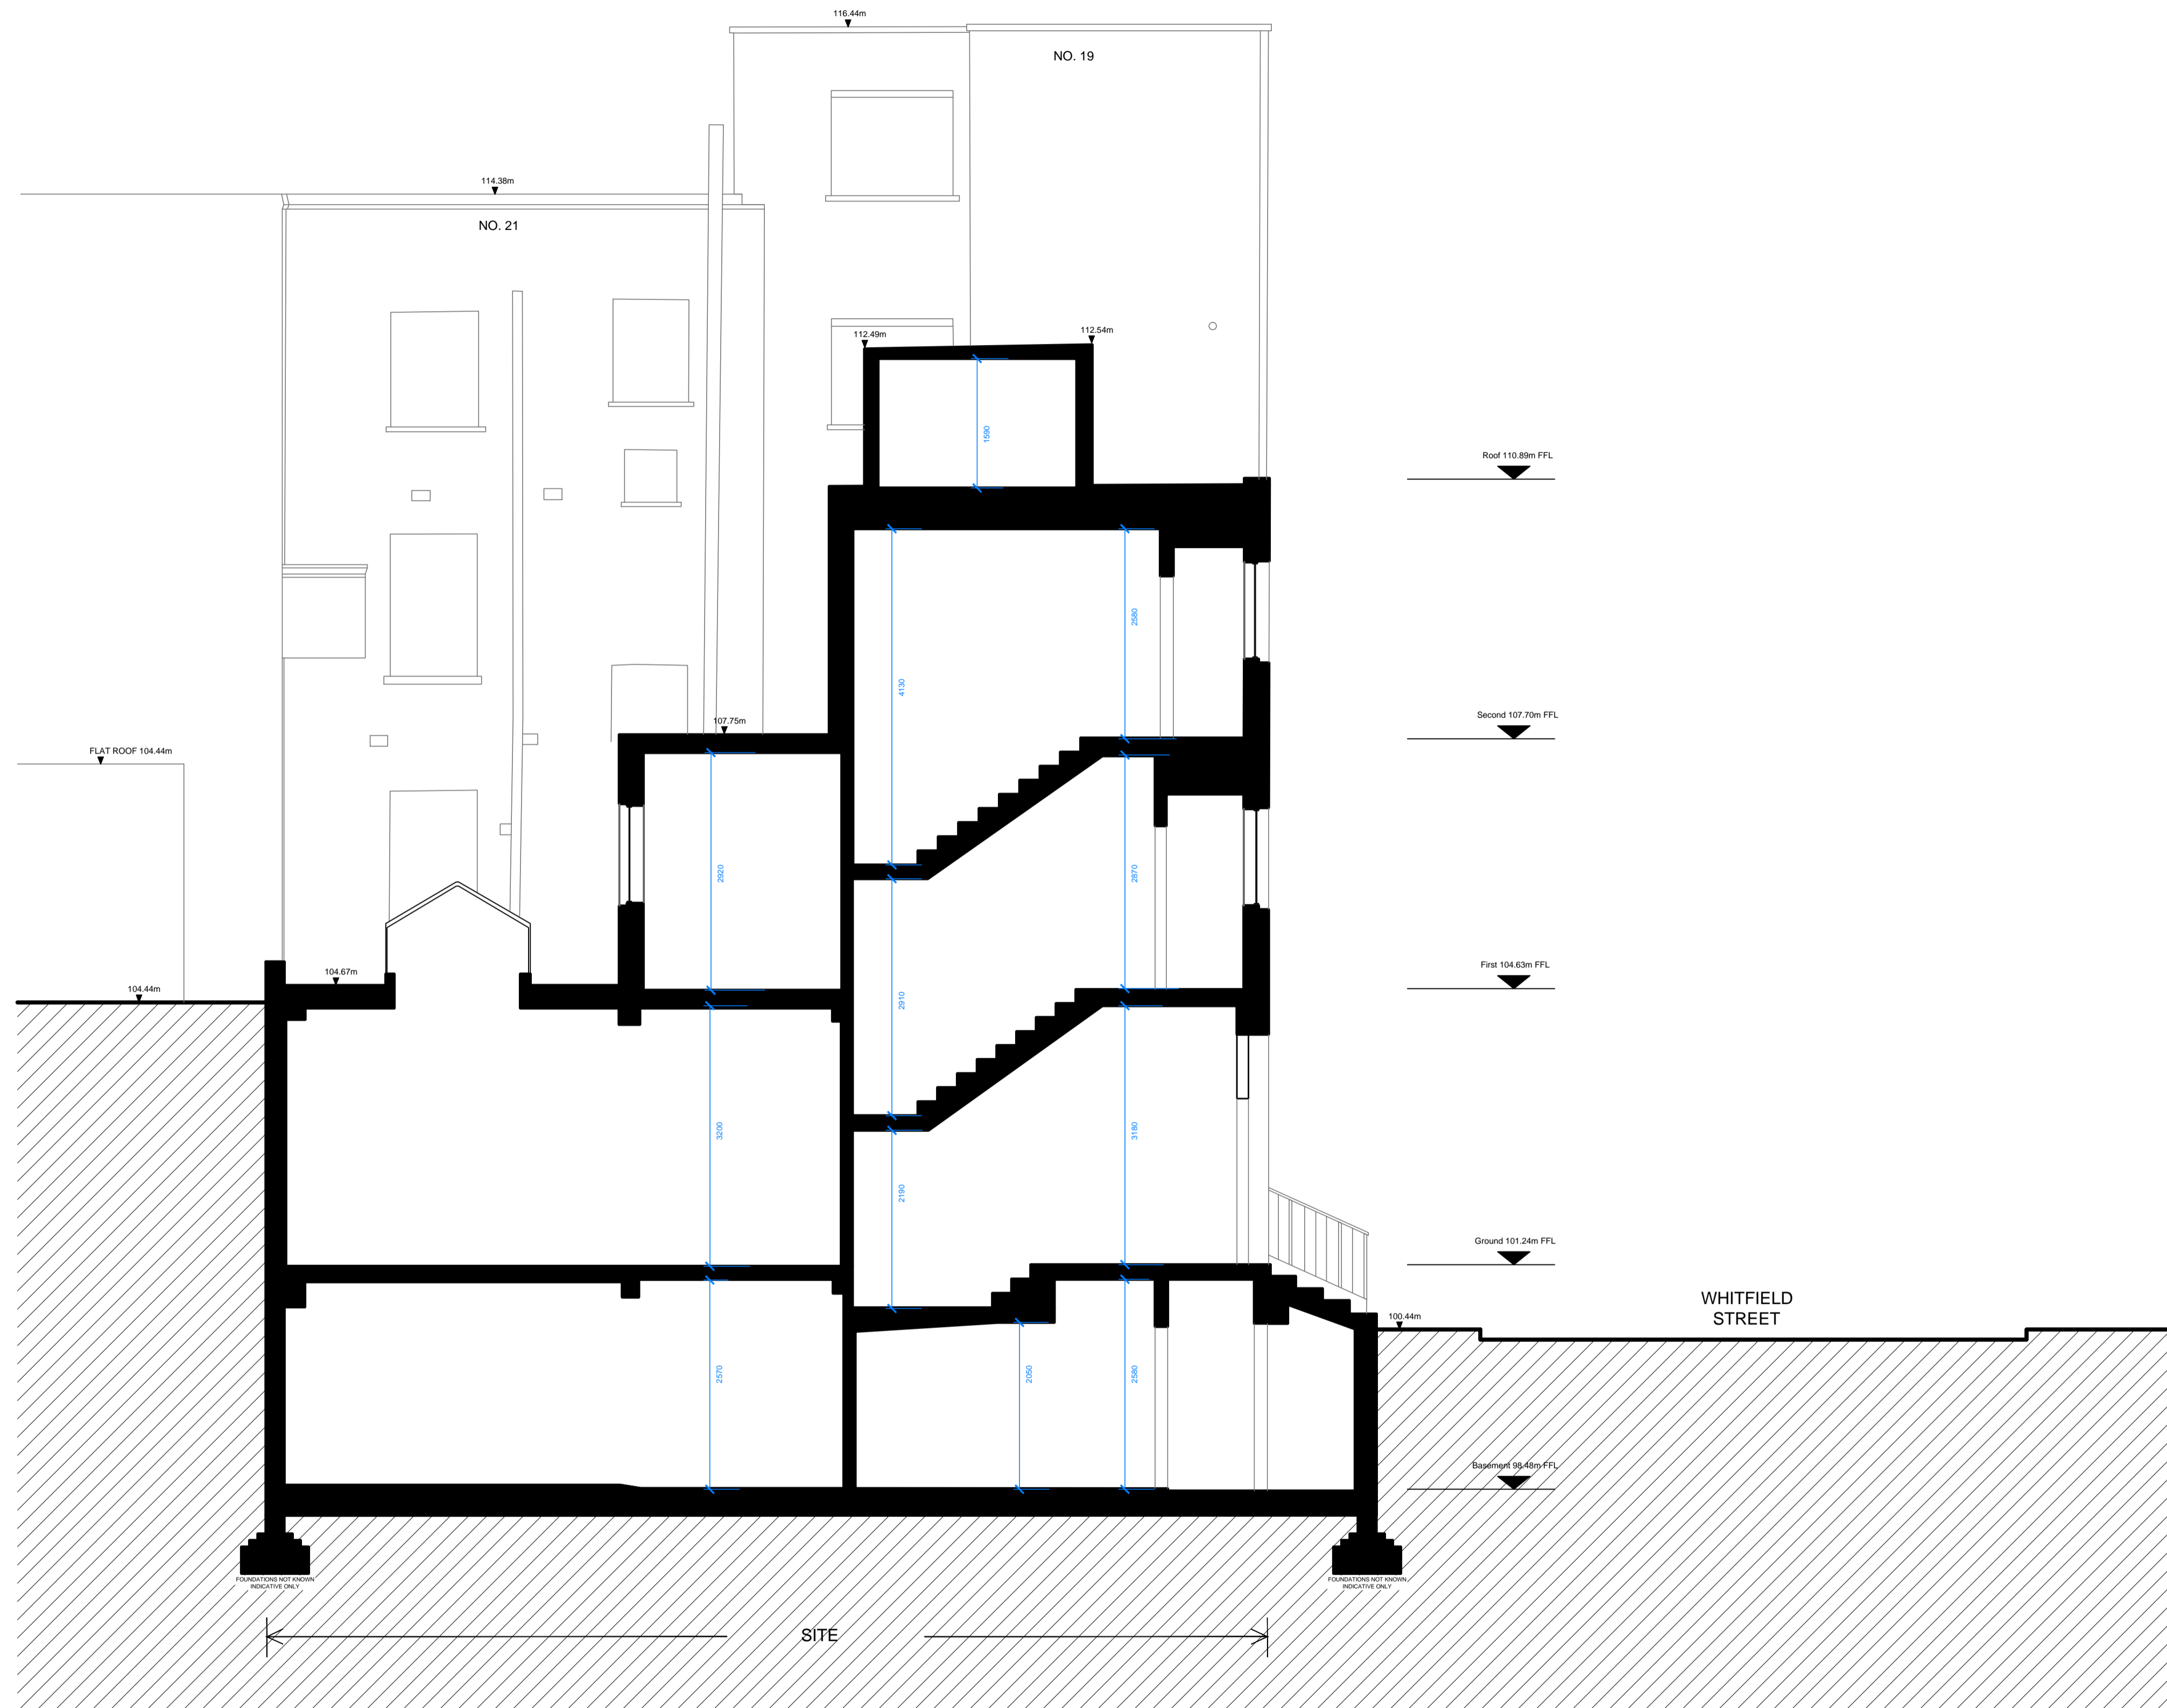 116.44m
NO. 19
114.38m
NO. 21
112.49m
112.54m
1590
Roof 110.89m FFL
4130
2580
107.75m
Second 107.70m FFL
FLAT ROOF 104.44m
2920
2870
104.67m
104.44m
First 104.63m FFL
2910
3200
3180
2190
Ground 101.24m FFL
WHITFIELD
STREET
100.44m
2570
2050
2580
Basement 98.48m FFL
FOUNDATIONS NOT KNOWN
INDICATIVE ONLY
FOUNDATIONS NOT KNOWN
INDICATIVE ONLY
SITE